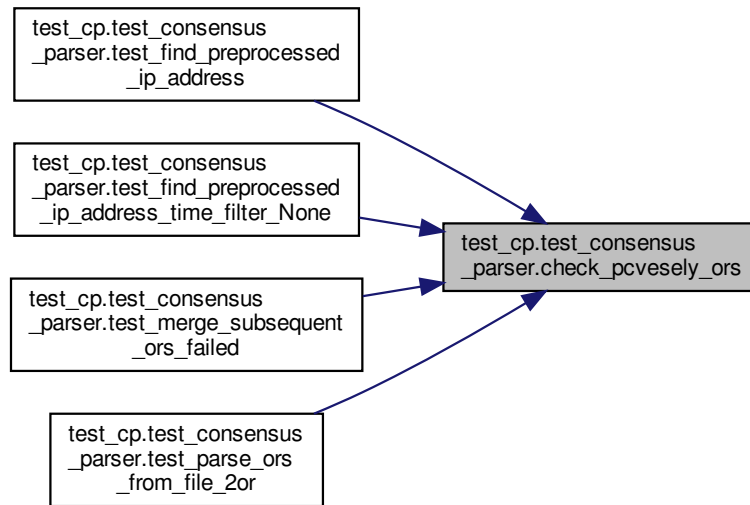 test_cp.test_consensus
_parser.test_find_preprocessed
_ip_address
test_cp.test_consensus
_parser.test_find_preprocessed
_ip_address_time_filter_None
test_cp.test_consensus
_parser.check_pcvesely_ors
test_cp.test_consensus
_parser.test_merge_subsequent
_ors_failed
test_cp.test_consensus
_parser.test_parse_ors
_from_file_2or